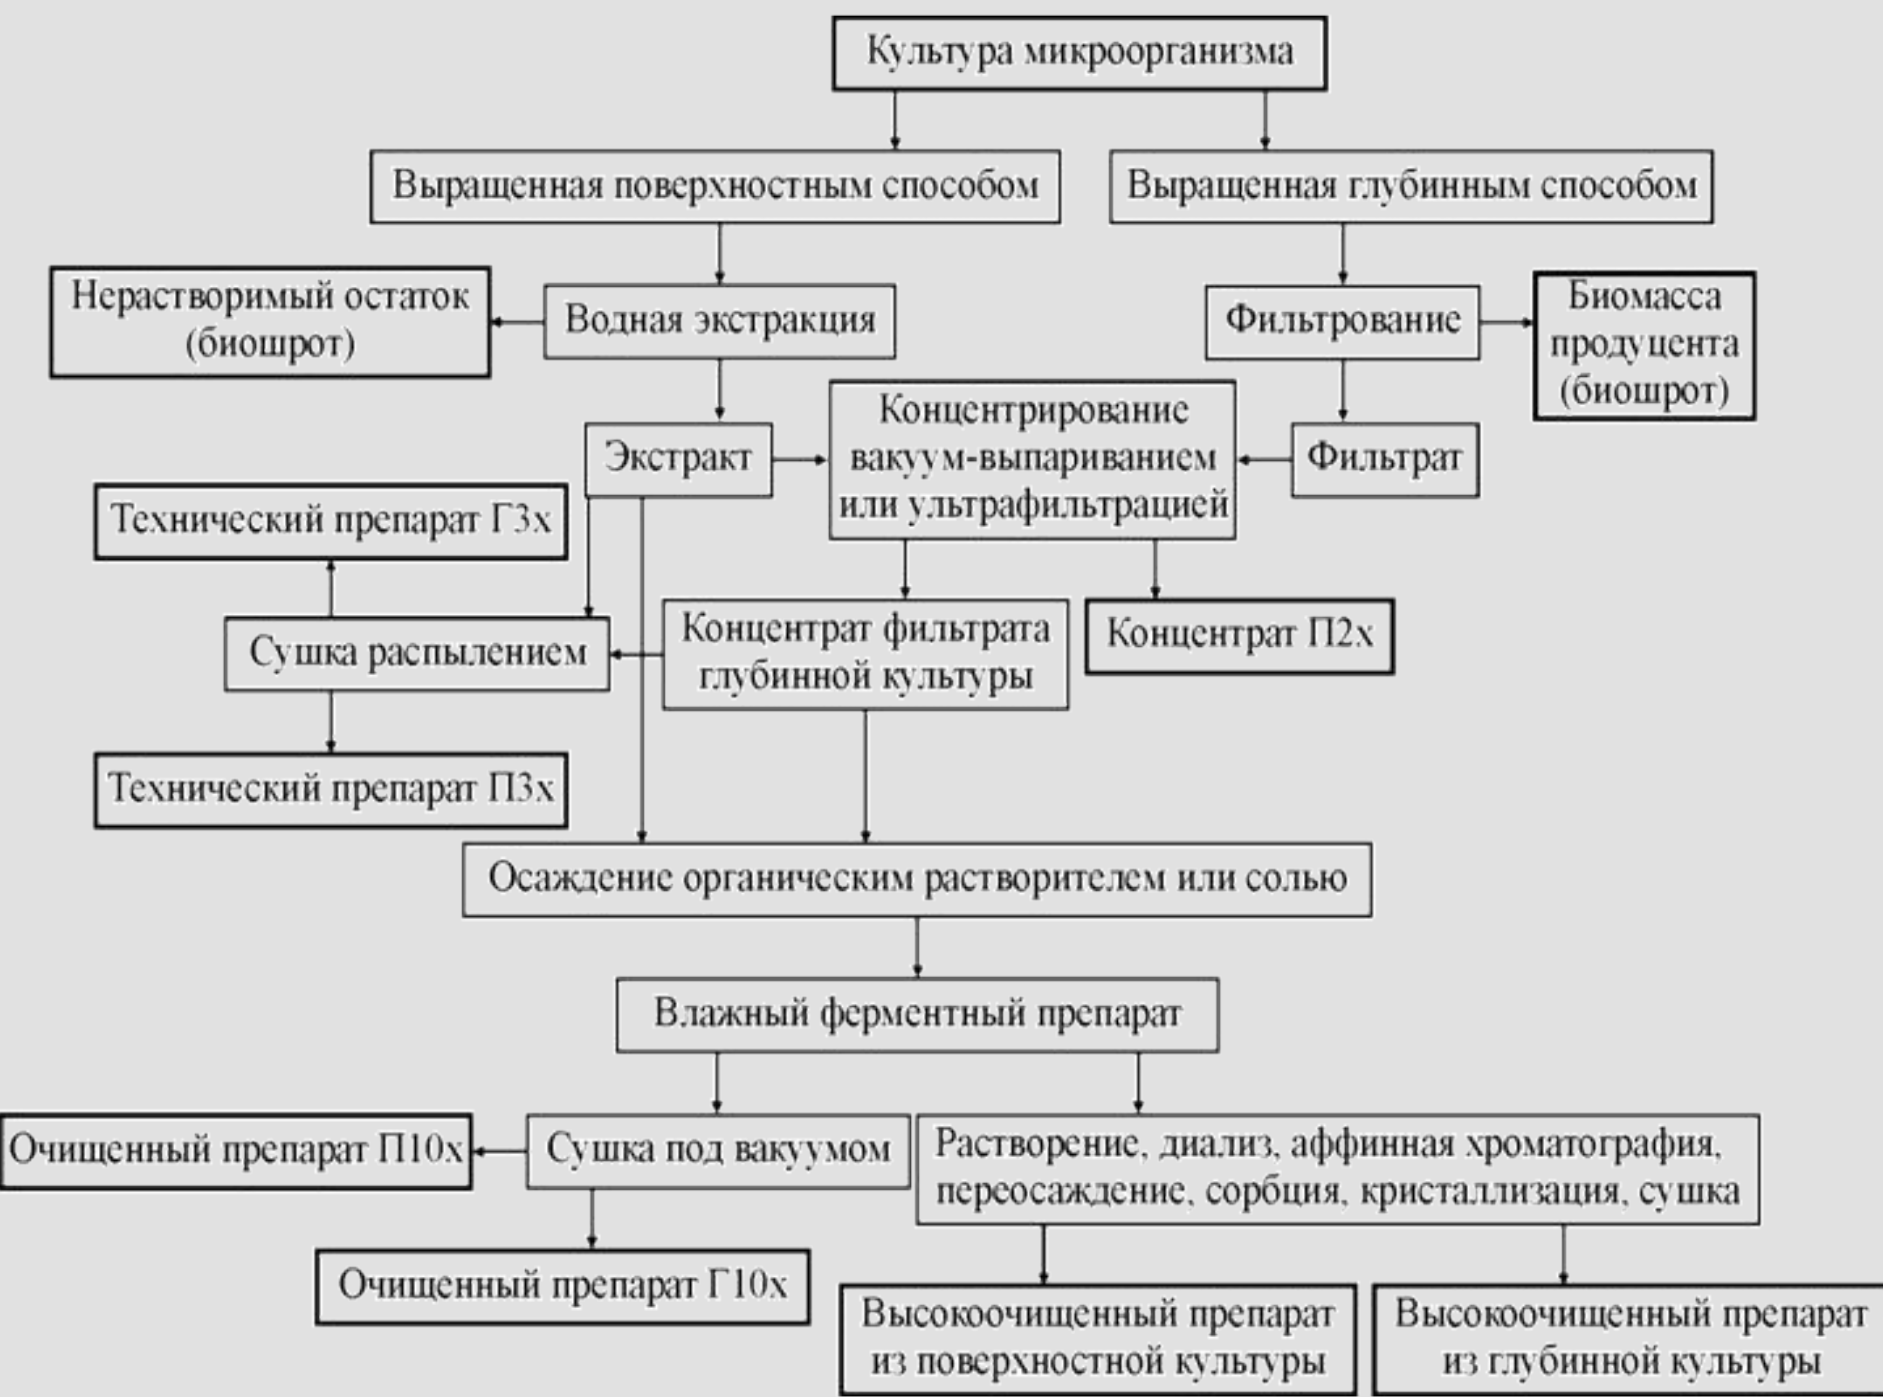 Культура микроорганизма
Выращенная поверхностным способом
Выращенная глубинным способом
Нерастворимый остаток
(биошрот)
Водная экстракция
Фильтрование
Биомасса
продуцента
(биошрот)
Экстракт
Концентрирование
вакуум-выпариванием
или ультрафильтрацией
Фильтрат
Технический препарат Г3х
Сушка распылением
Концентрат фильтрата
глубинной культуры
Концентрат П2х
Технический препарат П3х
Осаждение органическим растворителем или солью
Влажный ферментный препарат
Очищенный препарат П10х
Сушка под вакуумом
Растворение, диализ, аффинная хроматография,
переосаждение, сорбция, кристаллизация, сушка
Очищенный препарат Г10х
Высокоочищенный препарат
из поверхностной культуры
Высокоочищенный препарат
из глубинной культуры